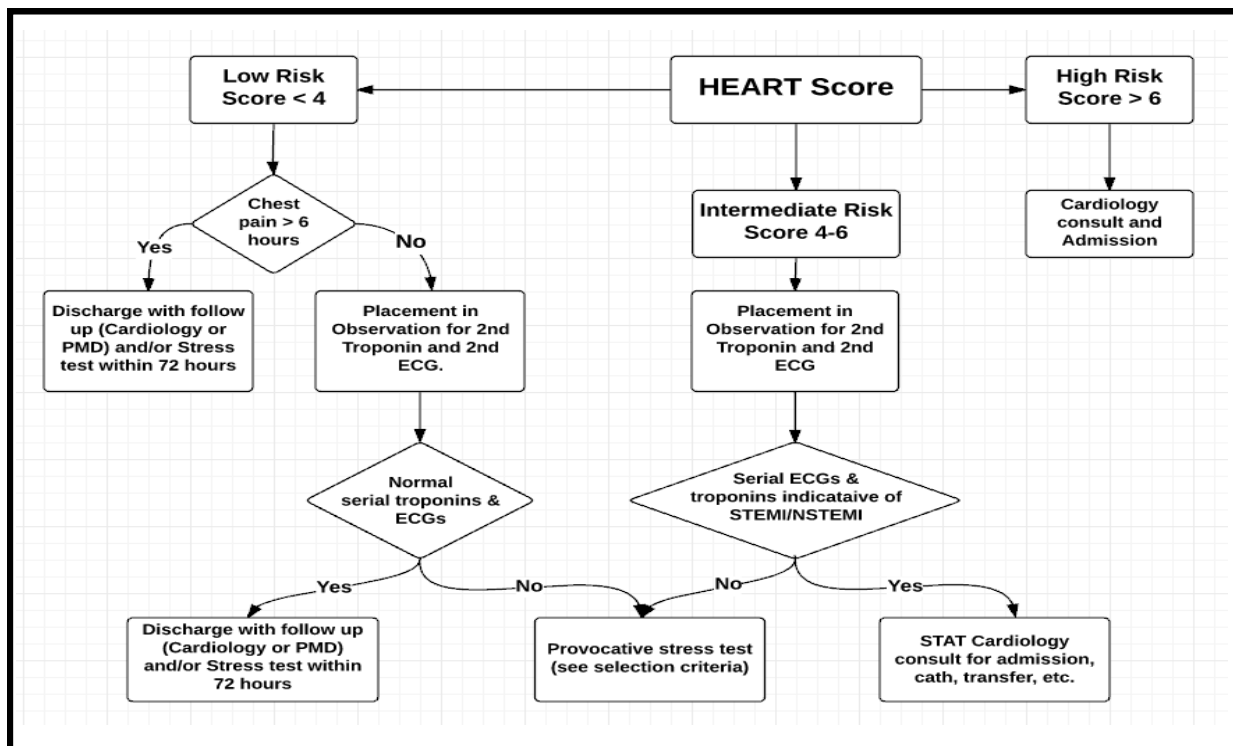 Low Risk
Score < 4
HEART Score
High Risk
Score > 6
Chest
pain > 6
hours
Yes
No
Intermediate Risk
Score 4-6
Cardiology
consult and
Admission
Discharge with follow
up (Cardiology or
PMD) and/or Stress
test within 72 hours
Placement in
Observation for 2nd
Troponin and 2nd
ECG.
Placement in
Observation for 2nd
Troponin and 2nd
ECG
Normal
serial troponins &
ECGs
Serial ECGs &
troponins indicataive of
STEMI/NSTEMI
Yes
No
No
Yes
Discharge with follow up
(Cardiology or PMD)
and/or Stress test within
72 hours
Provocative stress test
(see selection criteria)
STAT Cardiology
consult for admission,
cath, transfer, etc.